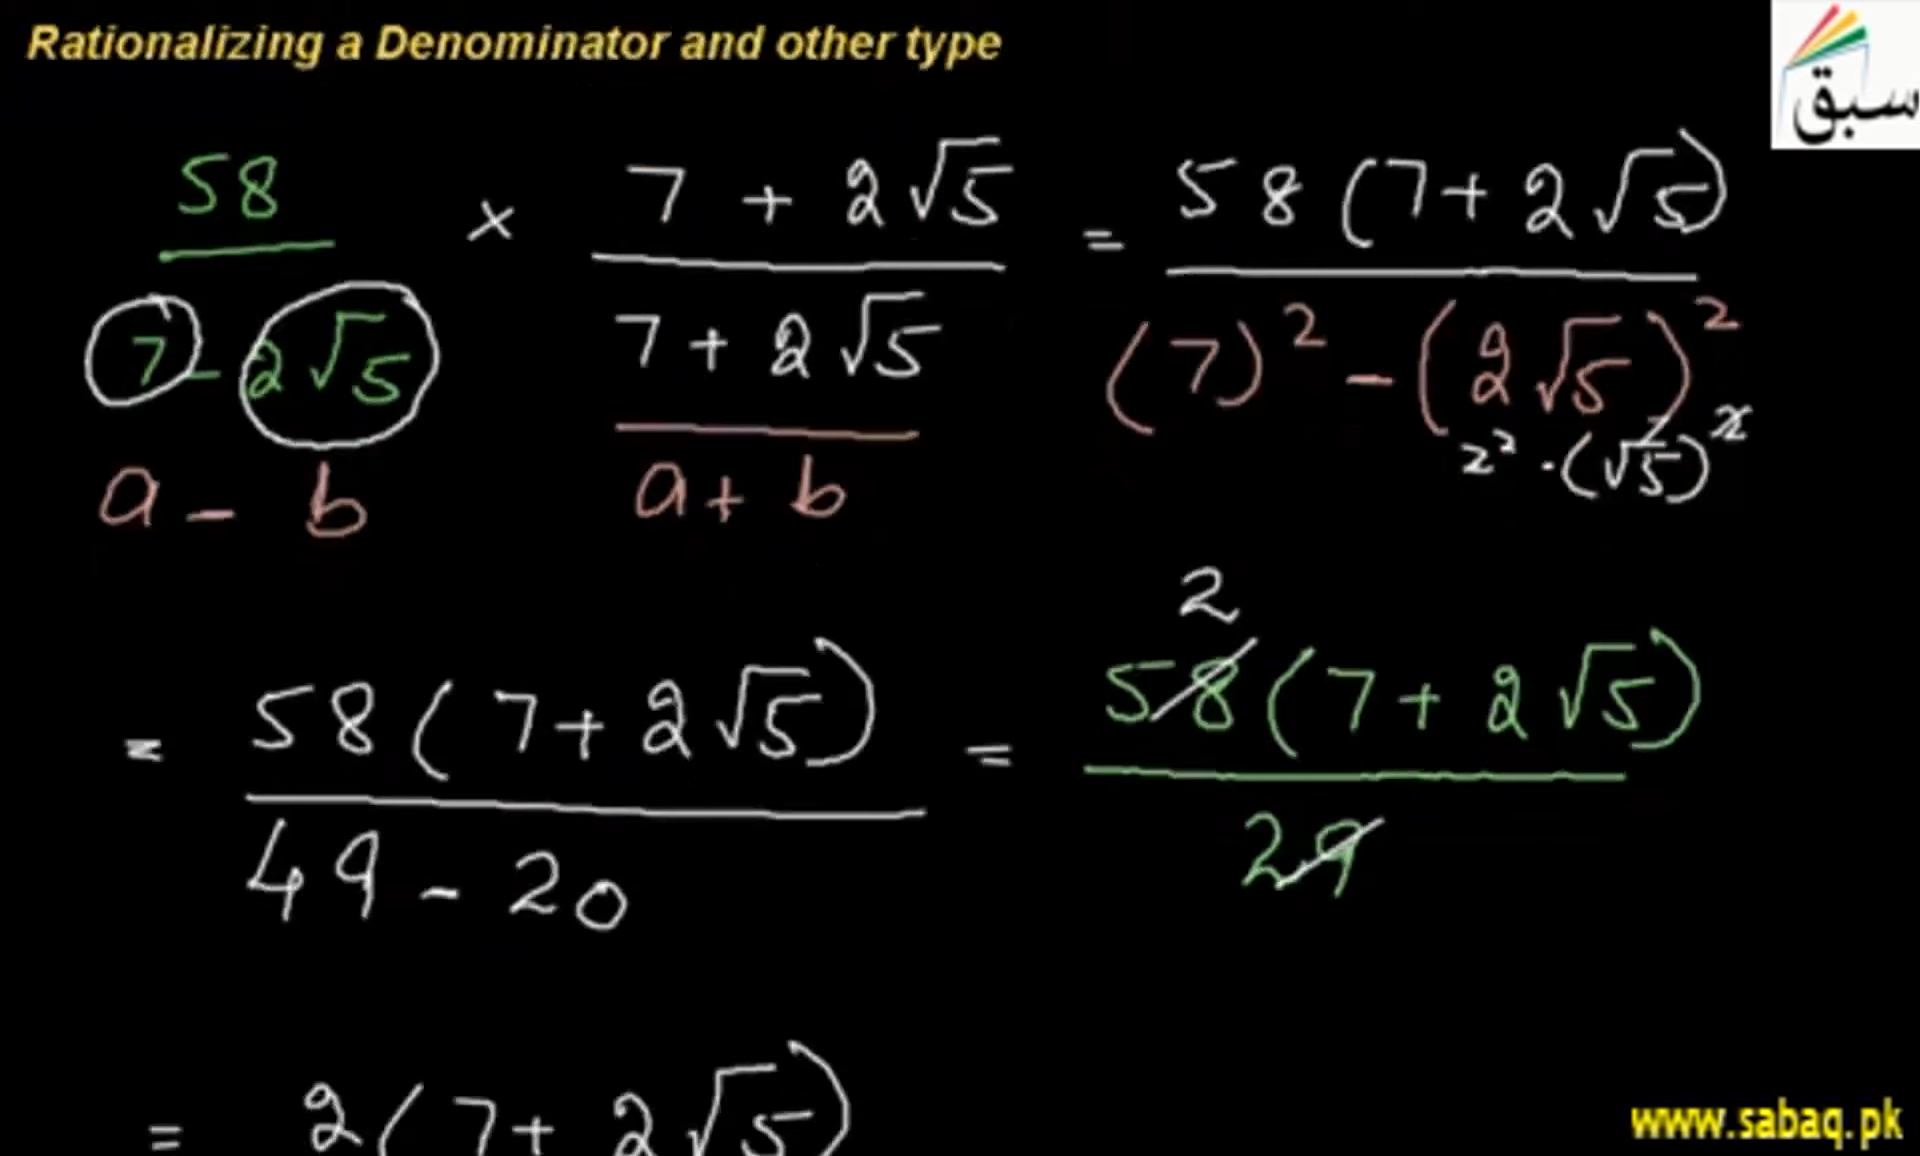 Rationalizing a Denominator and other type
سبق
58 / (7 - 2√5) × (7 + 2√5) / (7 + 2√5) = 58(7 + 2√5) / ((7)² - (2√5)²)
a - b a + b 2² · (√5)²
= 58(7 + 2√5) / (49 - 20) = 58(7 + 2√5) / 29
2
= 2(7 + 2√5)
www.sabaq.pk